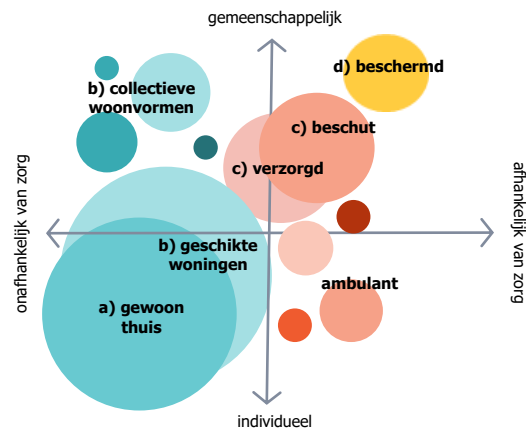 gemeenschappelijk
d) beschermd
b) collectieve
woonvormen
c) beschut
c) verzorgd
onafhankelijk van zorg
afhankelijk van zorg
b) geschikte
woningen
ambulant
a) gewoon
thuis
individueel